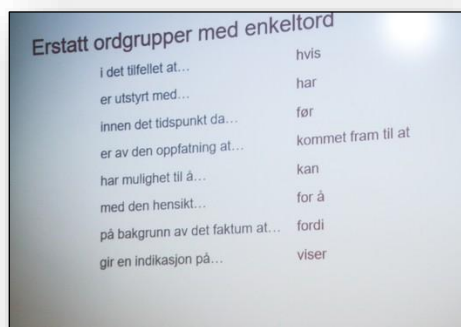 Erstatt ordgrupper med enkeltord
i det tilfellet at… hvis
er utstyrt med… har
innen det tidspunkt da… før
er av den oppfatning at… kommet fram til at
har mulighet til å… kan
med den hensikt… for å
på bakgrunn av det faktum at… fordi
gir en indikasjon på… viser